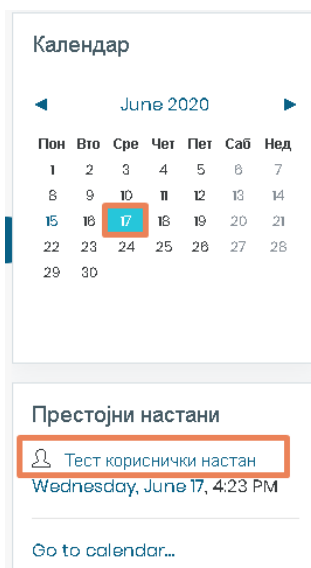 Календар
◄ June 2020 ►
Пон Вто Сре Чет Пет Саб Нед
1 2 3 4 5 6 7
8 9 10 11 12 13 14
15 16 17 18 19 20 21
22 23 24 25 26 27 28
29 30
Престојни настани
Тест кориснички настан
Wednesday, June 17, 4:23 PM
Go to calendar...